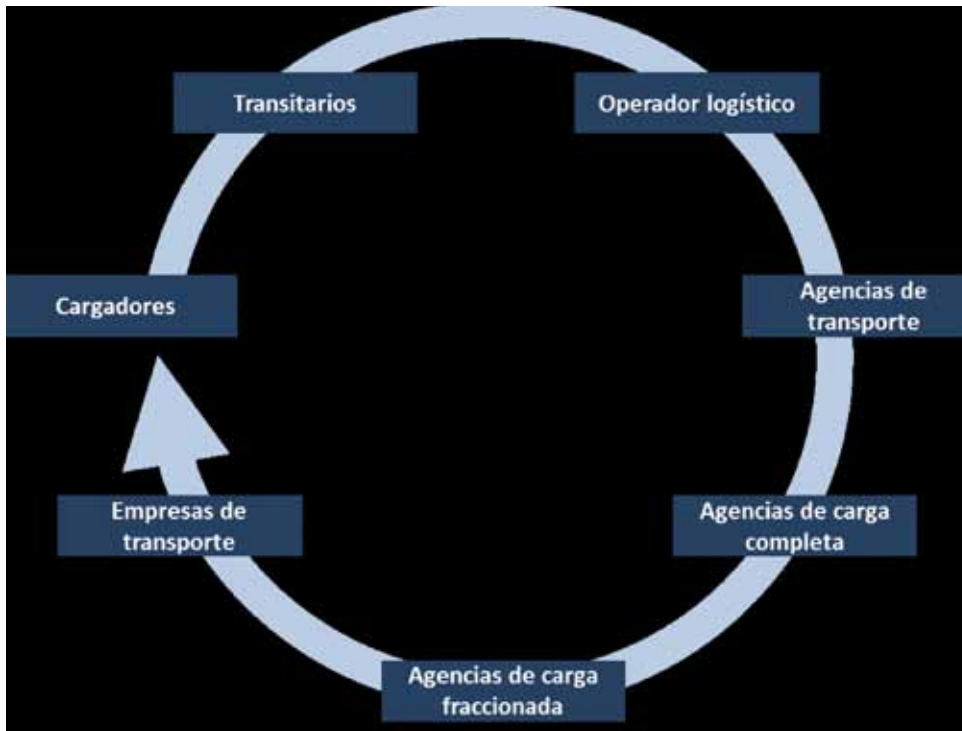 Transitarios
Operador logístico
Cargadores
Agencias de
transporte
Empresas de
transporte
Agencias de carga
completa
Agencias de carga
fraccionada